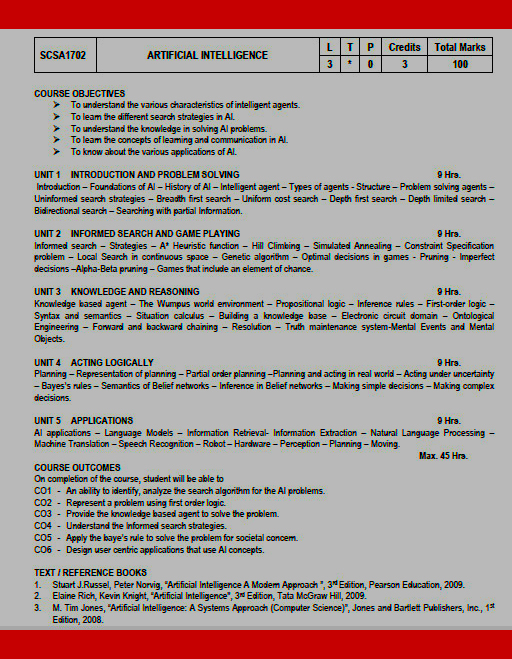 SCSA1702 ARTIFICIAL INTELLIGENCE L T P Credits Total Marks
3 * 0 3 100
COURSE OBJECTIVES
➤ To understand the various characteristics of intelligent agents.
➤ To learn the different search strategies in AI.
➤ To understand the knowledge in solving AI problems.
➤ To learn the concepts of learning and communication in AI.
➤ To know about the various applications of AI.
UNIT 1 INTRODUCTION AND PROBLEM SOLVING 9 Hrs.
Introduction – Foundations of AI – History of AI – Intelligent agent – Types of agents - Structure – Problem solving agents –
Uninformed search strategies – Breadth first search – Uniform cost search – Depth first search – Depth limited search –
Bidirectional search – Searching with partial Information.
UNIT 2 INFORMED SEARCH AND GAME PLAYING 9 Hrs.
Informed search – Strategies – A* Heuristic function – Hill Climbing – Simulated Annealing – Constraint Specification
problem – Local Search in continuous space – Genetic algorithm – Optimal decisions in games - Pruning - Imperfect
decisions –Alpha-Beta pruning – Games that include an element of chance.
UNIT 3 KNOWLEDGE AND REASONING 9 Hrs.
Knowledge based agent – The Wumpus world environment – Propositional logic – Inference rules – First-order logic –
Syntax and semantics – Situation calculus – Building a knowledge base – Electronic circuit domain – Ontological
Engineering – Forward and backward chaining – Resolution – Truth maintenance system-Mental Events and Mental
Objects.
UNIT 4 ACTING LOGICALLY 9 Hrs.
Planning – Representation of planning – Partial order planning –Planning and acting in real world – Acting under uncertainty
– Bayes's rules – Semantics of Belief networks – Inference in Belief networks – Making simple decisions – Making complex
decisions.
UNIT 5 APPLICATIONS 9 Hrs.
AI applications – Language Models – Information Retrieval- Information Extraction – Natural Language Processing –
Machine Translation – Speech Recognition – Robot – Hardware – Perception – Planning – Moving.
Max. 45 Hrs.
COURSE OUTCOMES
On completion of the course, student will be able to
CO1 - An ability to identify, analyze the search algorithm for the AI problems.
CO2 - Represent a problem using first order logic.
CO3 - Provide the knowledge based agent to solve the problem.
CO4 - Understand the Informed search strategies.
CO5 - Apply the baye's rule to solve the problem for societal concern.
CO6 - Design user centric applications that use AI concepts.
TEXT / REFERENCE BOOKS
1. Stuart J.Russel, Peter Norvig, "Artificial Intelligence A Modern Approach ", 3rd Edition, Pearson Education, 2009.
2. Elaine Rich, Kevin Knight, "Artificial Intelligence", 3rd Edition, Tata McGraw Hill, 2009.
3. M. Tim Jones, "Artificial Intelligence: A Systems Approach (Computer Science)", Jones and Bartlett Publishers, Inc., 1st
Edition, 2008.